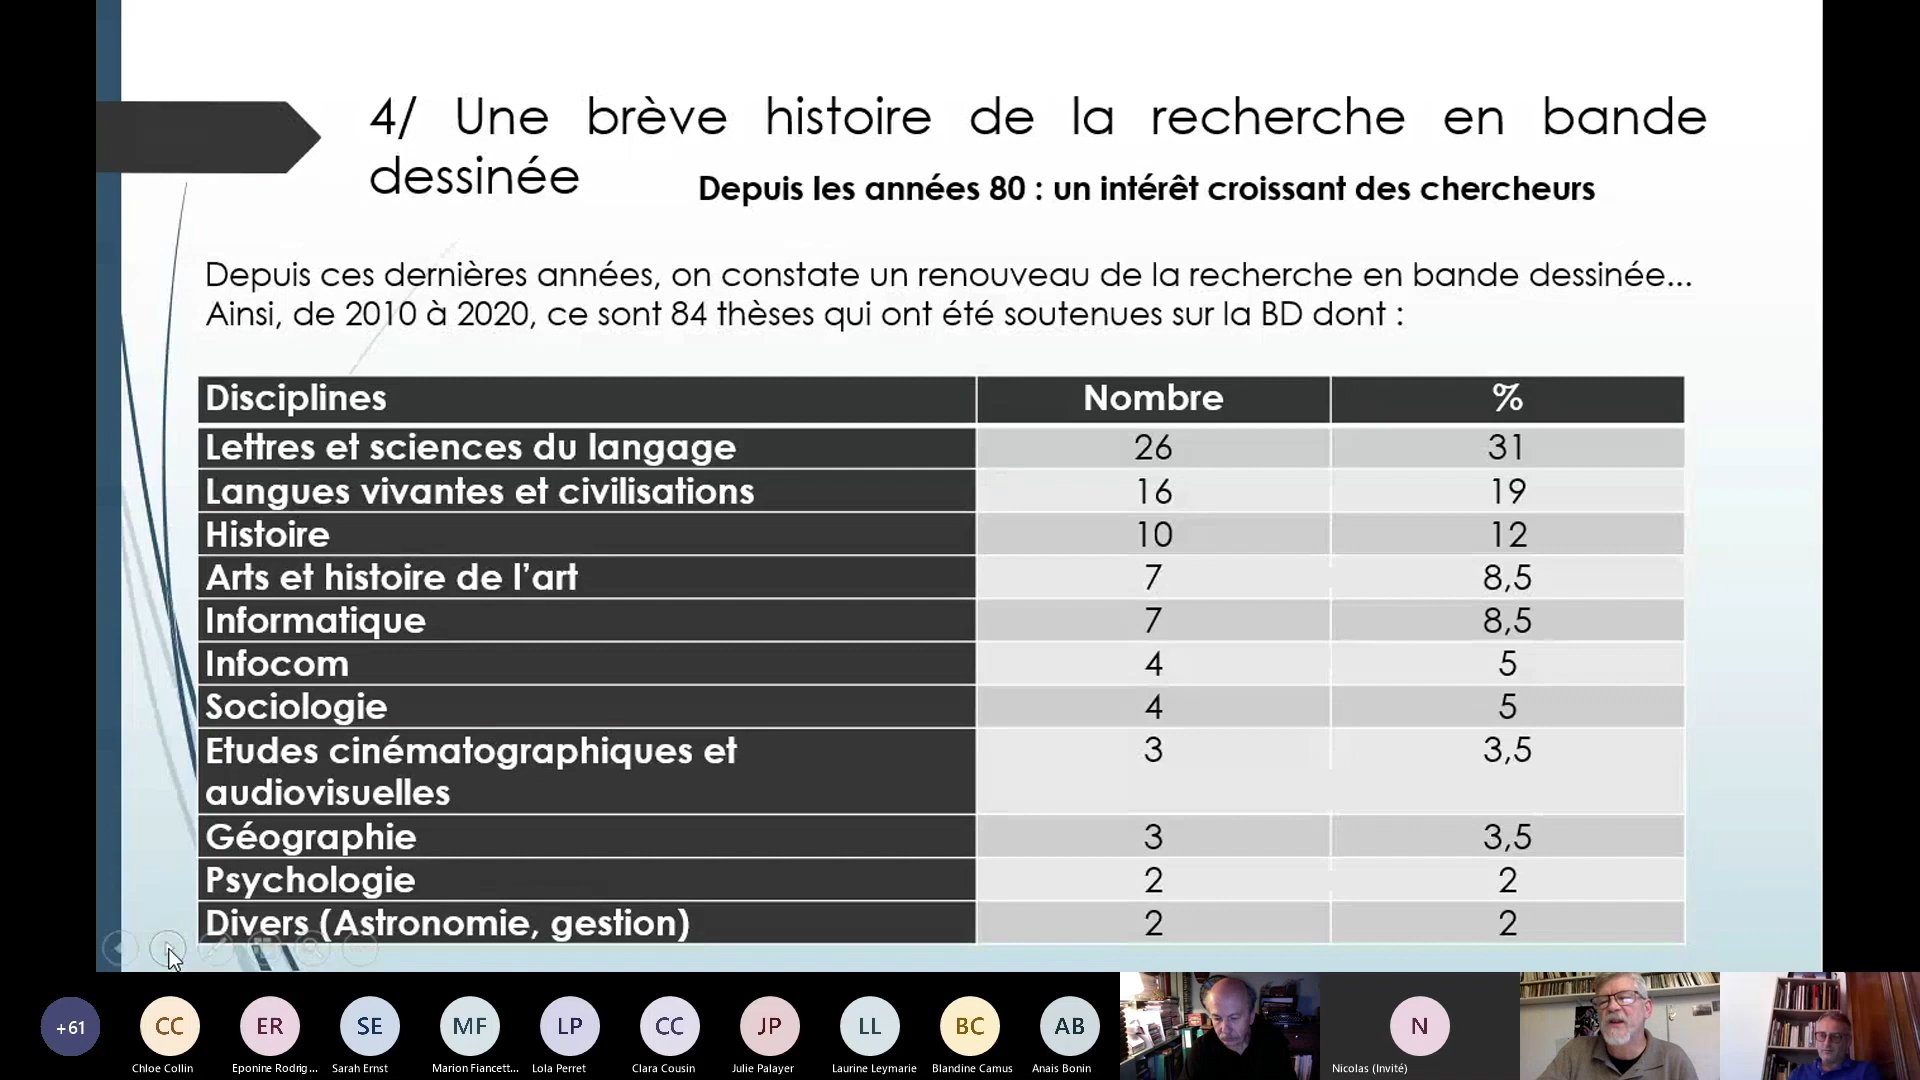 4/ Une brève histoire de la recherche en bande
dessinée
Depuis les années 80 : un intérêt croissant des chercheurs
Depuis ces dernières années, on constate un renouveau de la recherche en bande dessinée...
Ainsi, de 2010 à 2020, ce sont 84 thèses qui ont été soutenues sur la BD dont :
Disciplines Nombre %
Lettres et sciences du langage 26 31
Langues vivantes et civilisations 16 19
Histoire 10 12
Arts et histoire de l’art 7 8,5
Informatique 7 8,5
Infocom 4 5
Sociologie 4 5
Etudes cinématographiques et 3 3,5
audiovisuelles
Géographie 3 3,5
Psychologie 2 2
Divers (Astronomie, gestion) 2 2
+61 CC ER SE MF LP CC JP LL BC AB N
Chloe Collin Eponine Rodrig... Sarah Ernst Marion Fiancett... Lola Perret Clara Cousin Julie Palayer Laurine Leymarie Blandine Camus Anais Bonin Nicolas (Invité)